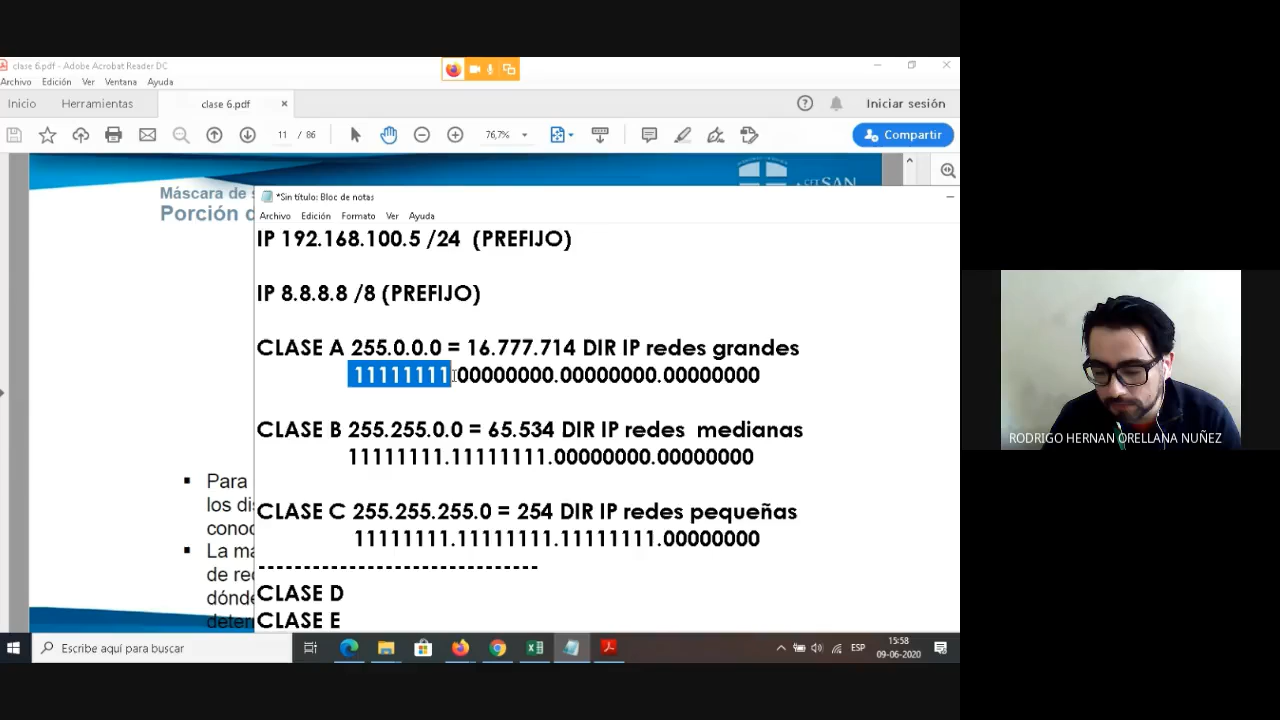 clase 6.pdf - Adobe Acrobat Reader DC
Archivo Edición Ver Ventana Ayuda
Inicio Herramientas clase 6.pdf × Iniciar sesión
11 / 86 76,7% Compartir
CIT SAN
Máscara de
Porción d
*Sin título: Bloc de notas
Archivo Edición Formato Ver Ayuda
IP 192.168.100.5 /24 (PREFIJO)
IP 8.8.8.8 /8 (PREFIJO)
CLASE A 255.0.0.0 = 16.777.714 DIR IP redes grandes
11111111.00000000.00000000.00000000
CLASE B 255.255.0.0 = 65.534 DIR IP redes medianas
11111111.11111111.00000000.00000000
CLASE C 255.255.255.0 = 254 DIR IP redes pequeñas
11111111.11111111.11111111.00000000
------------------------------
CLASE D
CLASE E
▪ Para
los dis
conoc
▪ La ma
de red
dónde
deter
RODRIGO HERNAN ORELLANA NUÑEZ
Escribe aquí para buscar
ESP
15:58
09-06-2020